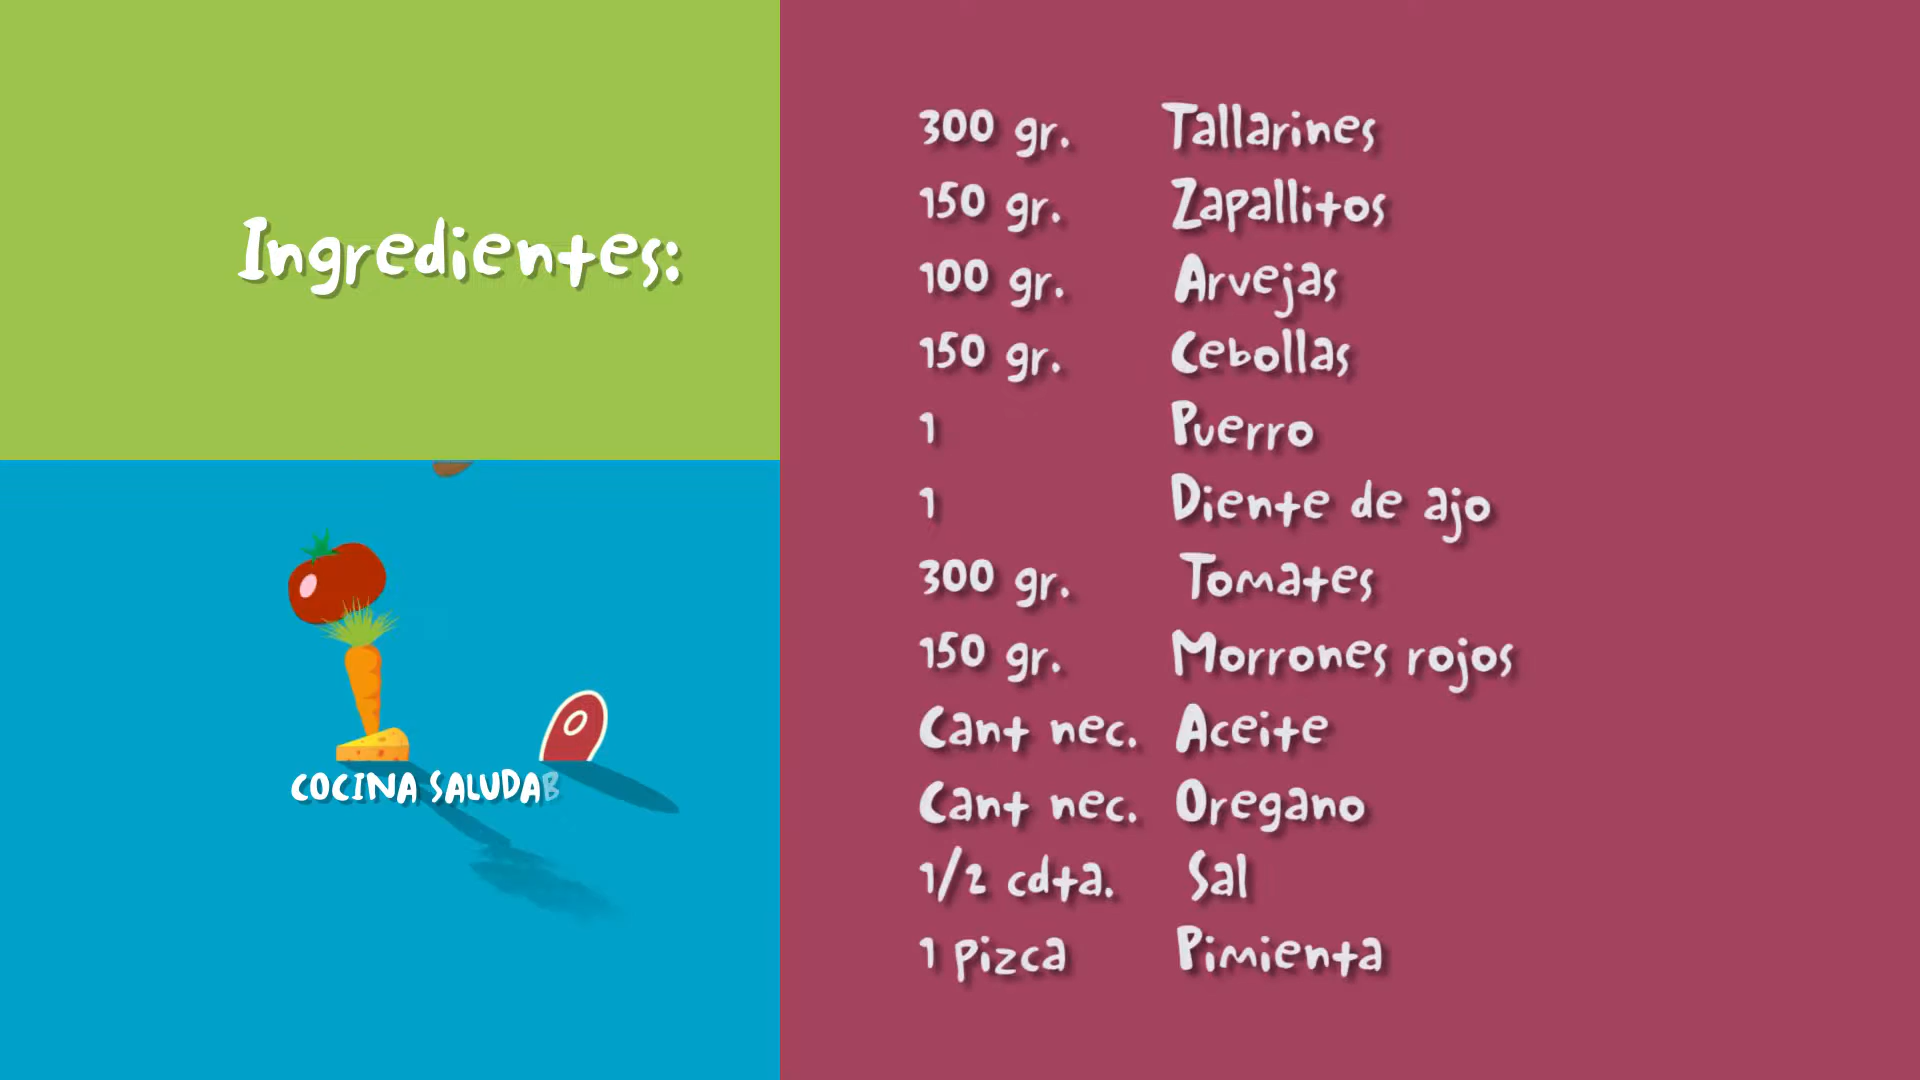 Ingredientes:
300 gr. Tallarines
150 gr. Zapallitos
100 gr. Arvejas
150 gr. Cebollas
1 Puerro
1 Diente de ajo
300 gr. Tomates
150 gr. Morrones rojos
Cant nec. Aceite
Cant nec. Oregano
1/2 cdta. Sal
1 pizca Pimienta
COCINA SALUDAB